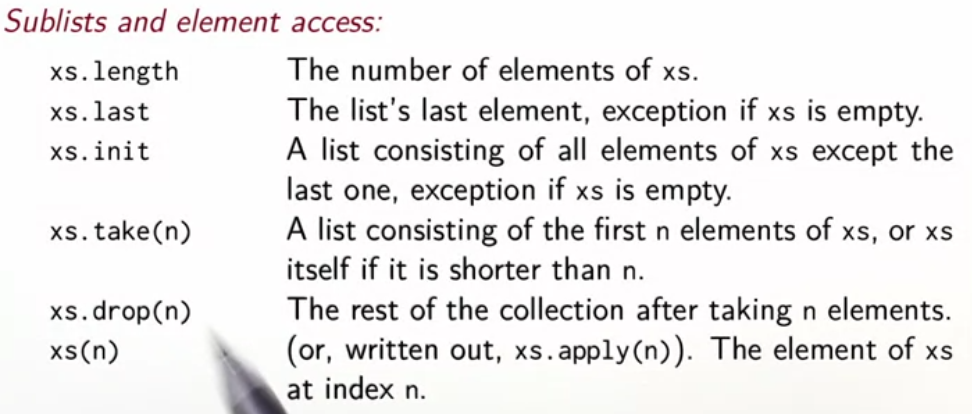 Sublists and element access:
xs.length The number of elements of xs.
xs.last The list's last element, exception if xs is empty.
xs.init A list consisting of all elements of xs except the
last one, exception if xs is empty.
xs.take(n) A list consisting of the first n elements of xs, or xs
itself if it is shorter than n.
xs.drop(n) The rest of the collection after taking n elements.
xs(n) (or, written out, xs.apply(n)). The element of xs
at index n.